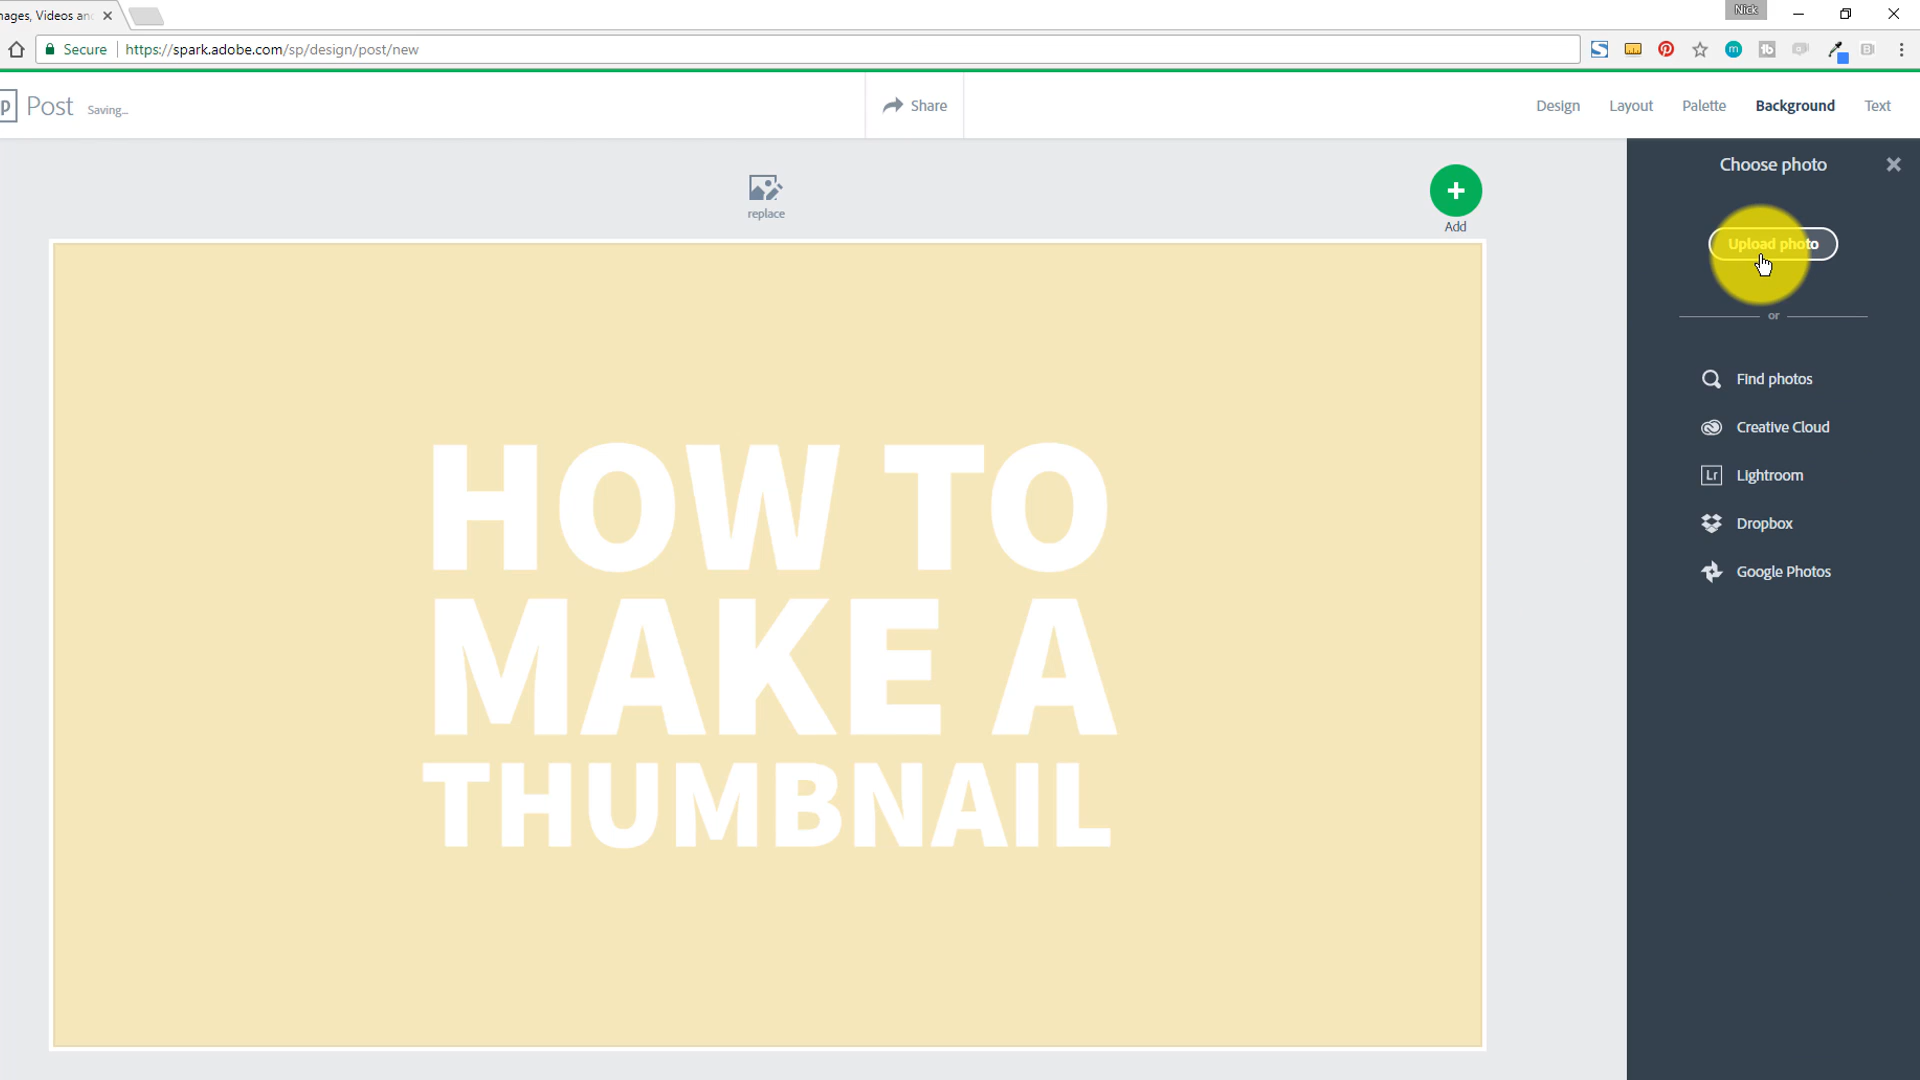 nages, Videos an
Nick
Secure
https://spark.adobe.com/sp/design/post/new
p Post Saving...
Share
Design Layout Palette Background Text
Choose photo
replace
Add
Upload photo
or
Find photos
Creative Cloud
Lr Lightroom
Dropbox
Google Photos
HOW TO
MAKE A
THUMBNAIL